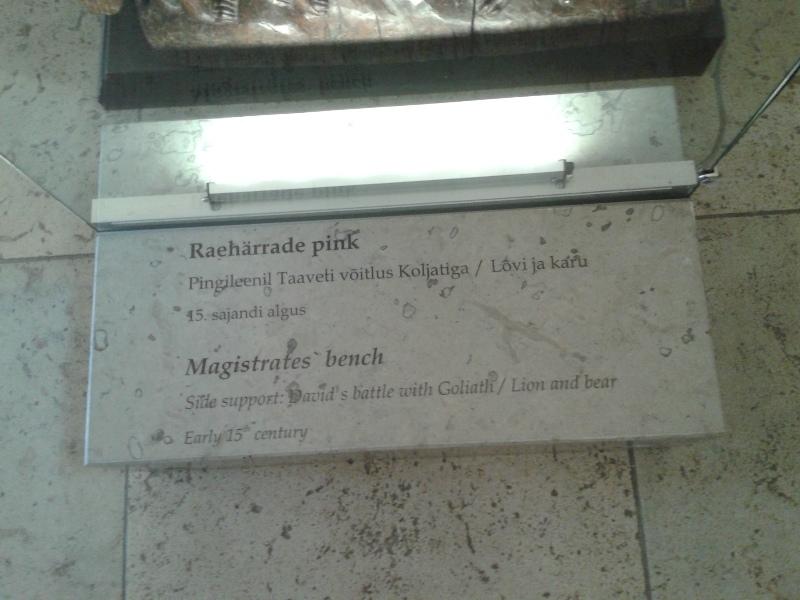 Raehärrade pink
Pingileenil Taaveti võitlus Koljatiga / Lõvi ja karu
15. sajandi algus
Magistrates` bench
Side support: David's battle with Goliath / Lion and bear
Early 15th century